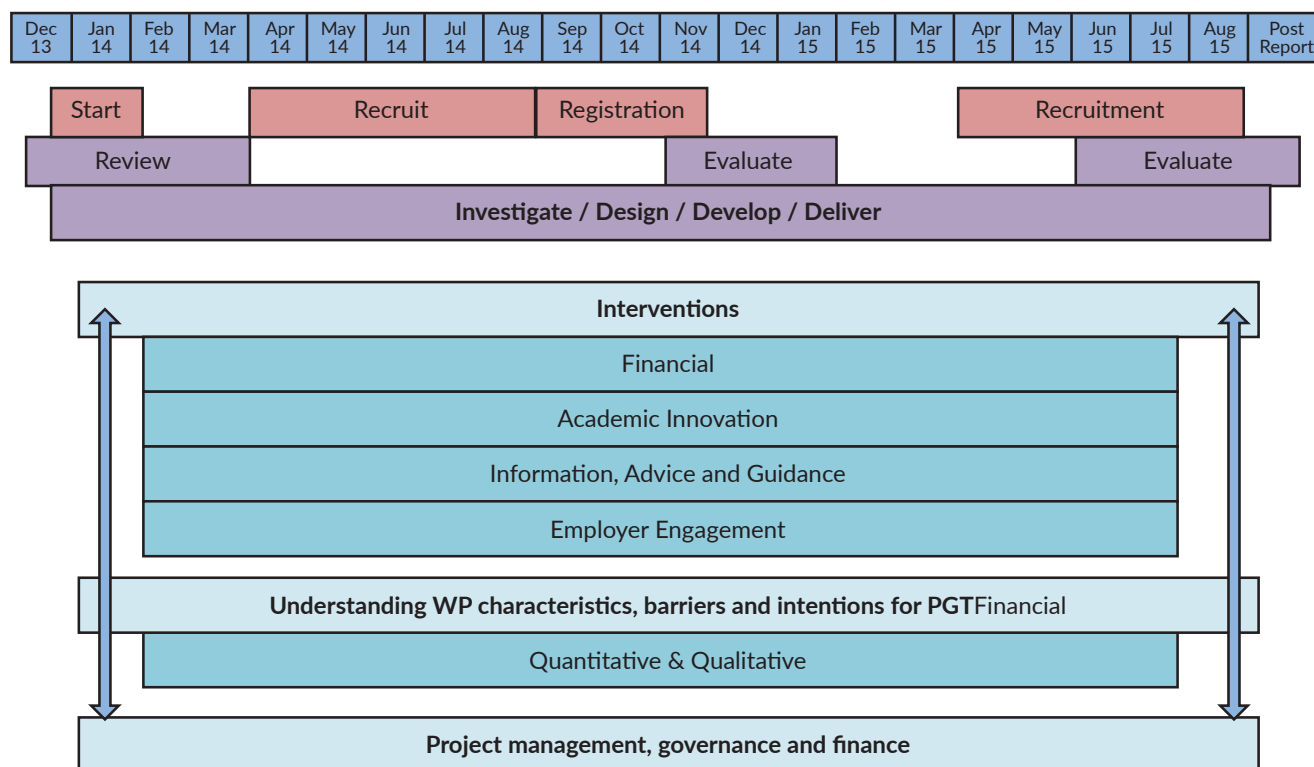 Dec Jan Feb Mar Apr May Jun Jul Aug Sep Oct Nov Dec Jan Feb Mar Apr May Jun Jul Aug Post
13 14 14 14 14 14 14 14 14 14 14 14 14 15 15 15 15 15 15 15 15 Report
Start Recruit Registration Recruitment
Review Evaluate Evaluate
Investigate / Design / Develop / Deliver
Interventions
Financial
Academic Innovation
Information, Advice and Guidance
Employer Engagement
Understanding WP characteristics, barriers and intentions for PGTFinancial
Quantitative & Qualitative
Project management, governance and finance